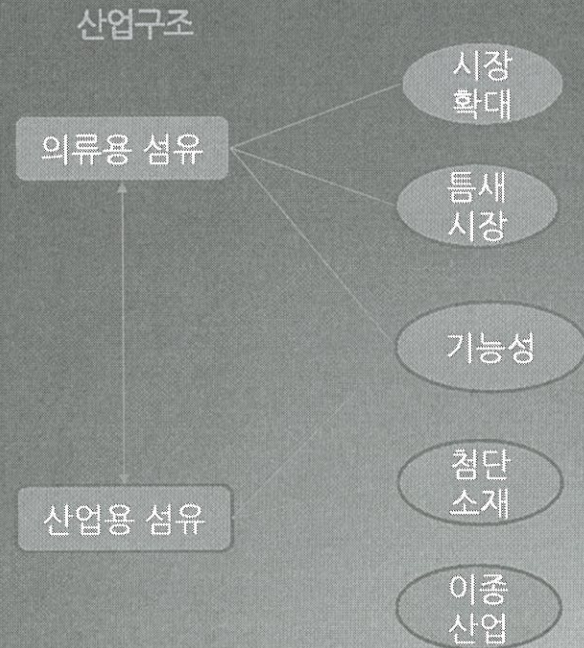 산업구조
시장
확대
의류용 섬유
틈새
시장
기능성
첨단
소재
산업용 섬유
이종
산업